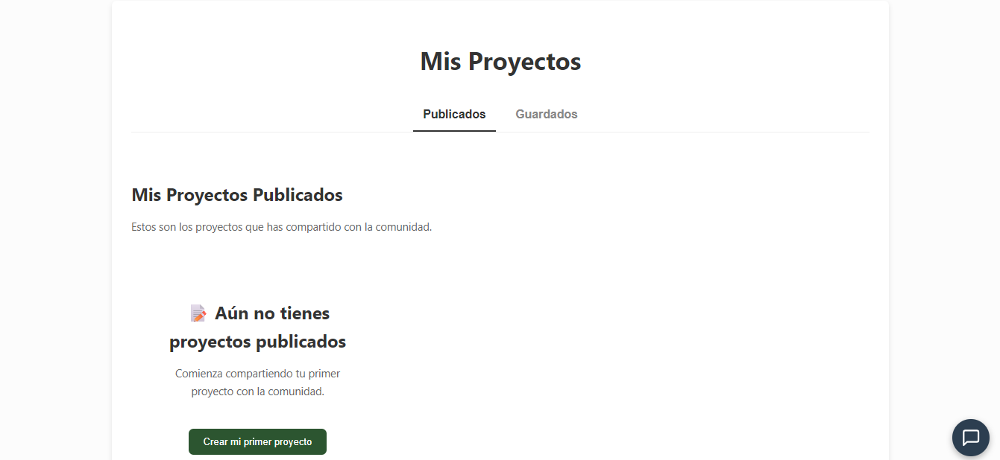 Mis Proyectos
Publicados
Guardados
Mis Proyectos Publicados
Estos son los proyectos que has compartido con la comunidad.
📝 Aún no tienes
proyectos publicados
Comienza compartiendo tu primer
proyecto con la comunidad.
Crear mi primer proyecto